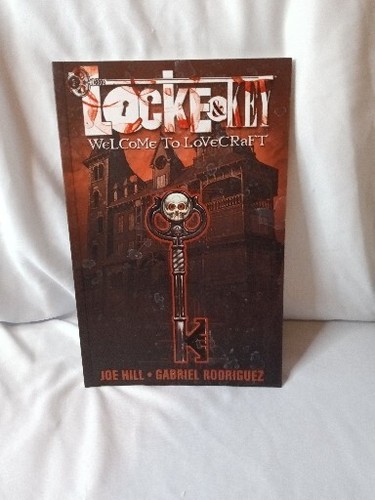 LOCKE & KEY
WELCOME TO LOVECRAFT
JOE HILL • GABRIEL RODRIGUEZ